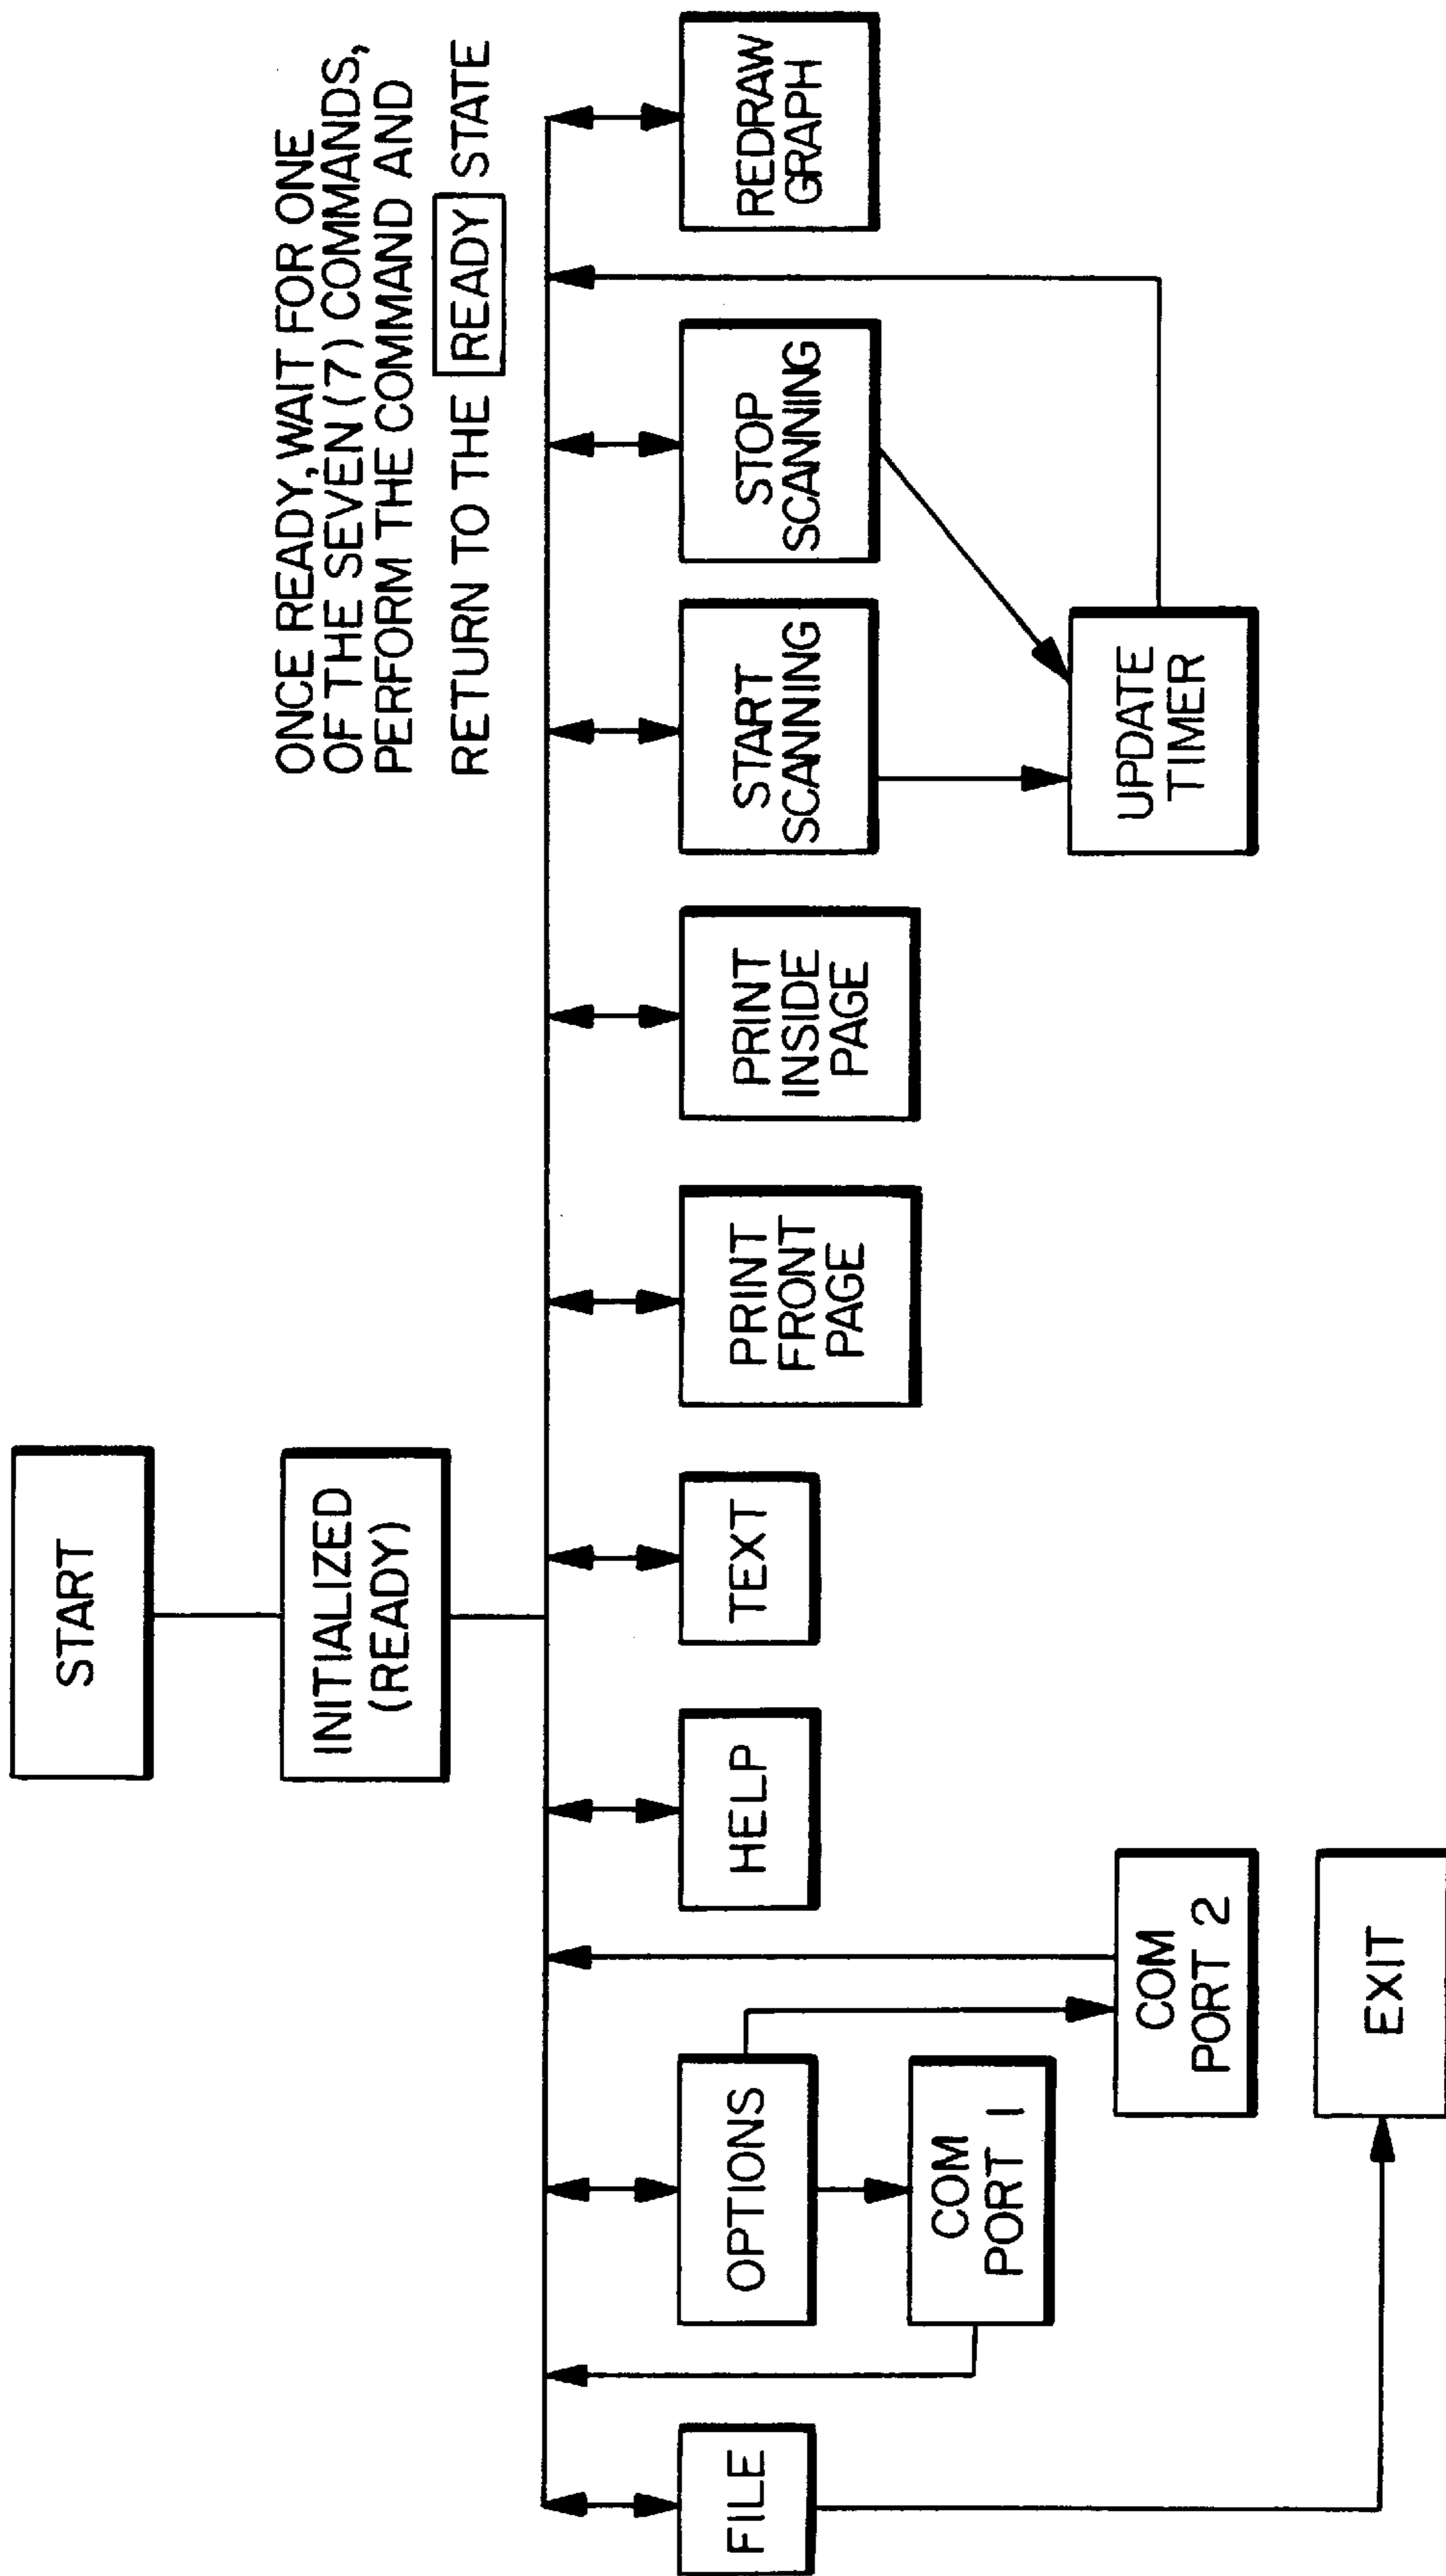 START
INITIALIZED
(READY)
ONCE READY, WAIT FOR ONE
OF THE SEVEN (7) COMMANDS,
PERFORM THE COMMAND AND
RETURN TO THE READY STATE
FILE
OPTIONS
HELP
TEXT
PRINT
FRONT
PAGE
PRINT
INSIDE
PAGE
START
SCANNING
STOP
SCANNING
REDRAW
GRAPH
COM
PORT 1
COM
PORT 2
UPDATE
TIMER
EXIT